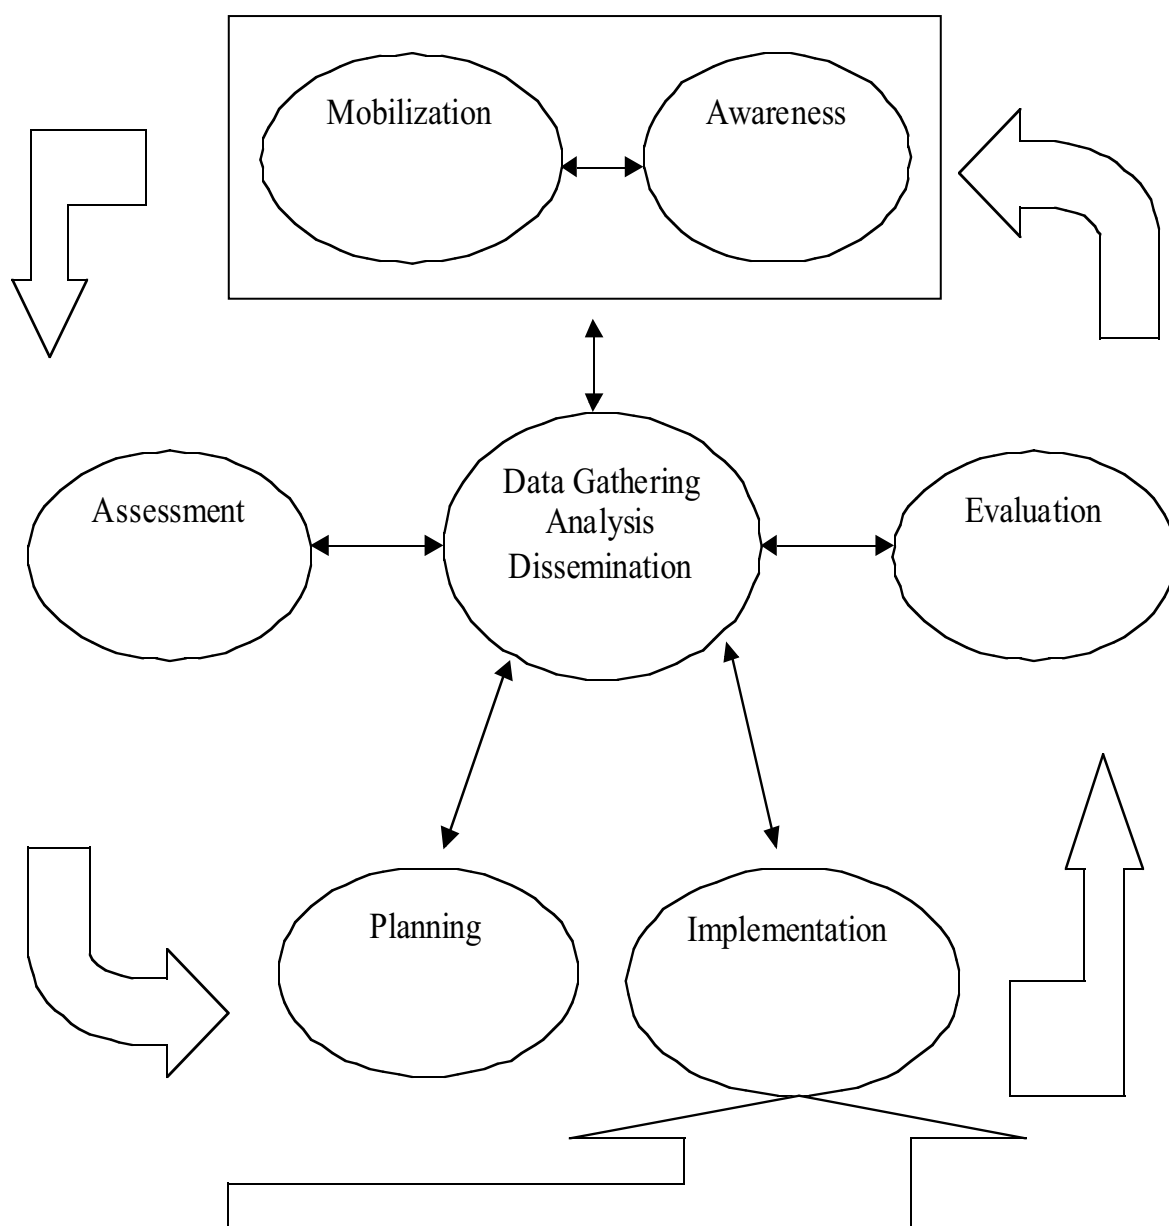 Mobilization
Awareness
Assessment
Data Gathering
Analysis
Dissemination
Evaluation
Planning
Implementation